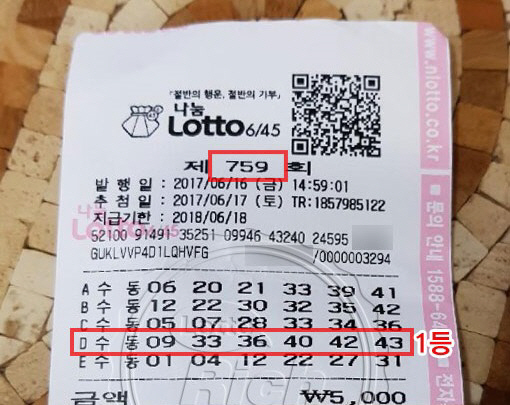 「절반의 행운, 절반의 기부」
나눔
Lotto 6/45
제 759 회
발 행 일 : 2017/06/16 (금) 14:59:01
추 첨 일 : 2017/06/17 (토) TR:1857985122
지급기한 : 2018/06/18
52100 97491 35251 09946 43240 24595
GUKLVVP4D1LQHVFG /0000003294
A 수 동 06 20 21 33 39 41
B 수 동 12 22 30 32 35 42
C 수 동 05 07 28 33 34 36
D 수 동 09 33 36 40 42 43 1등
E 수 동 01 04 12 22 27 31
금액 ₩5,000
www.nlotto.co.kr
문의 안내 1588-64